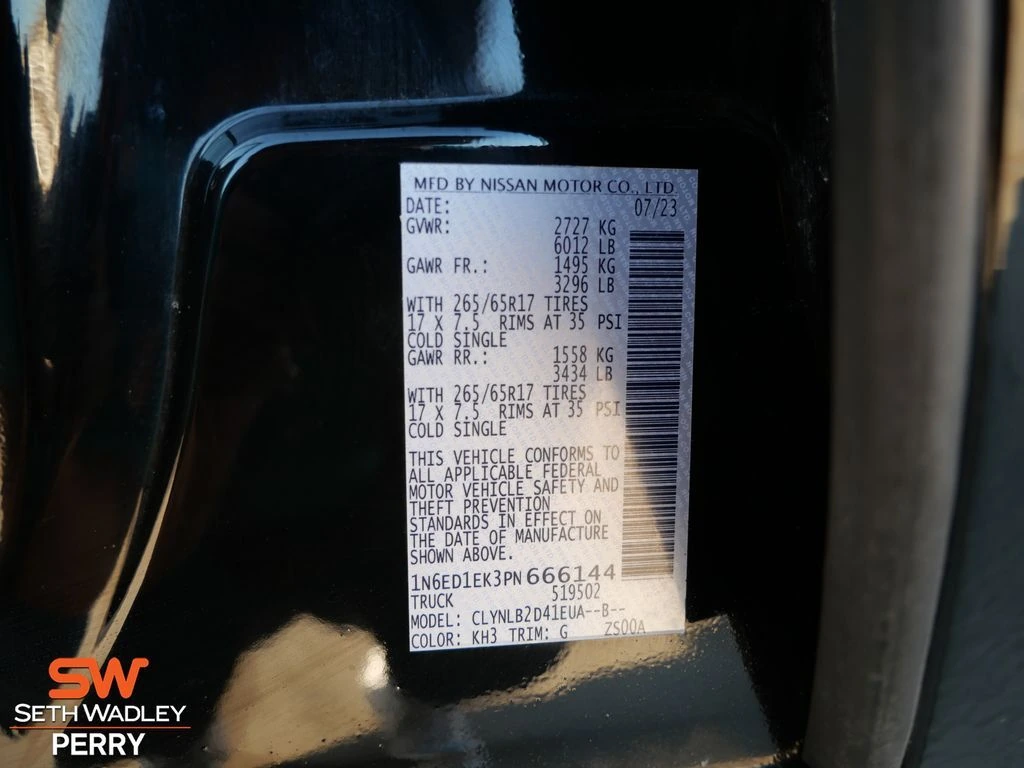 MFD BY NISSAN MOTOR CO., LTD.
DATE: 07/23
GVWR: 2727 KG
6012 LB
GAWR FR.: 1495 KG
3296 LB
WITH 265/65R17 TIRES
17 X 7.5 RIMS AT 35 PSI
COLD SINGLE
GAWR RR.: 1558 KG
3434 LB
WITH 265/65R17 TIRES
17 X 7.5 RIMS AT 35 PSI
COLD SINGLE
THIS VEHICLE CONFORMS TO
ALL APPLICABLE FEDERAL
MOTOR VEHICLE SAFETY AND
THEFT PREVENTION
STANDARDS IN EFFECT ON
THE DATE OF MANUFACTURE
SHOWN ABOVE.
1N6ED1EK3PN666144
TRUCK 519502
MODEL: CLYNLB2D41EUA--B--
COLOR: KH3 TRIM: G ZS00A
SW
SETH WADLEY
PERRY